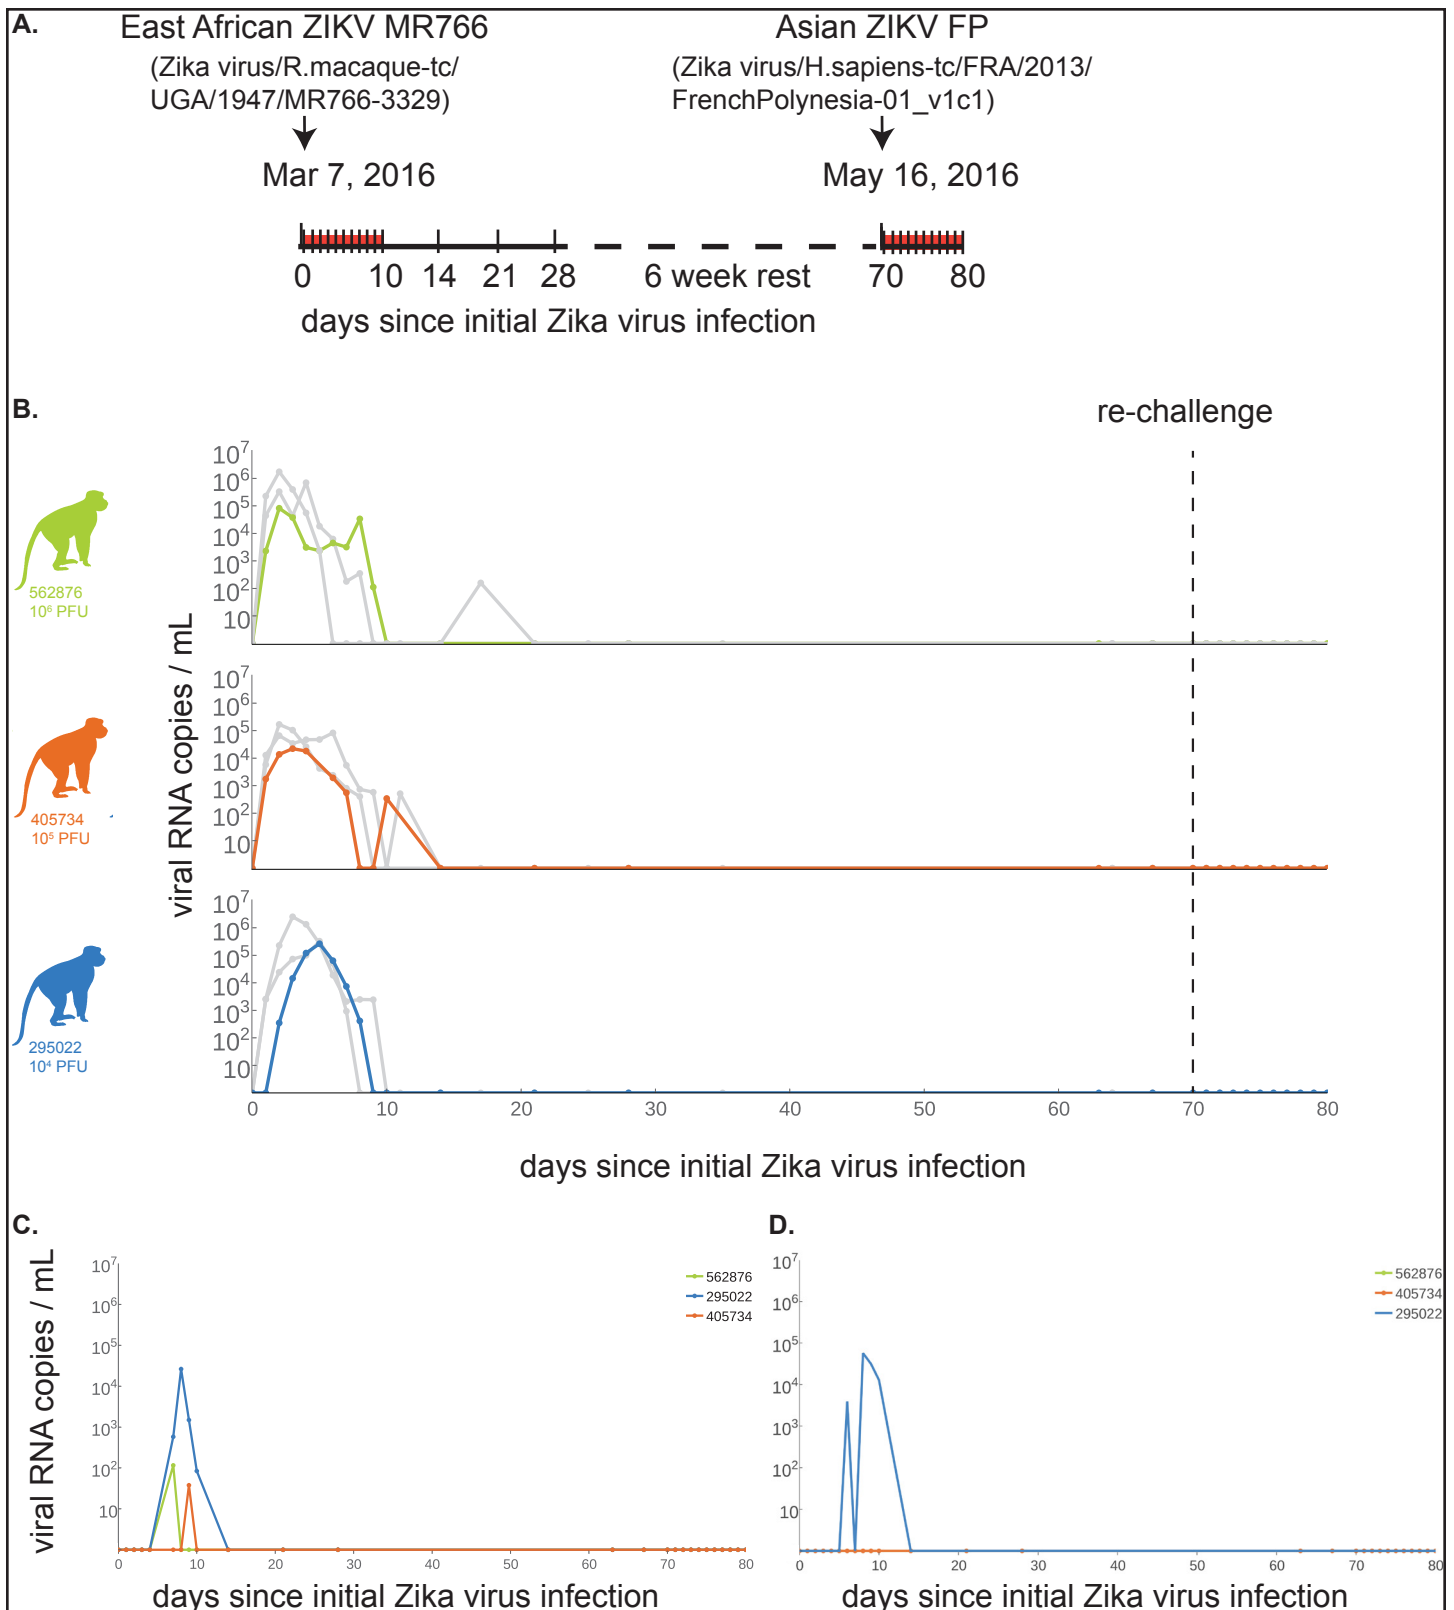 A.
East African ZIKV MR766
(Zika virus/R.macaque-tc/
UGA/1947/MR766-3329)
Mar 7, 2016
Asian ZIKV FP
(Zika virus/H.sapiens-tc/FRA/2013/
FrenchPolynesia-01_v1c1)
May 16, 2016
0 10 14 21 28 6 week rest 70 80
days since initial Zika virus infection
B.
re-challenge
562876
10⁶ PFU
405734
10⁵ PFU
295022
10⁴ PFU
viral RNA copies / mL
10⁷
10⁶
10⁵
10⁴
10³
10²
10
10⁷
10⁶
10⁵
10⁴
10³
10²
10
10⁷
10⁶
10⁵
10⁴
10³
10²
10
0 10 20 30 40 50 60 70 80
days since initial Zika virus infection
C.
viral RNA copies / mL
10⁷
10⁶
10⁵
10⁴
10³
10²
10
562876
295022
405734
0 10 20 30 40 50 60 70 80
days since initial Zika virus infection
D.
10⁷
10⁶
10⁵
10⁴
10³
10²
10
562876
405734
295022
0 10 20 30 40 50 60 70 80
days since initial Zika virus infection